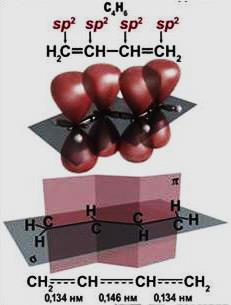 C₄H₆
sp² sp² sp² sp²
H₂C=CH-CH=CH₂
π
H
C H C H
H C C H
H
σ
CH₂----CH----CH----CH₂
0,134 нм 0,146 нм 0,134 нм